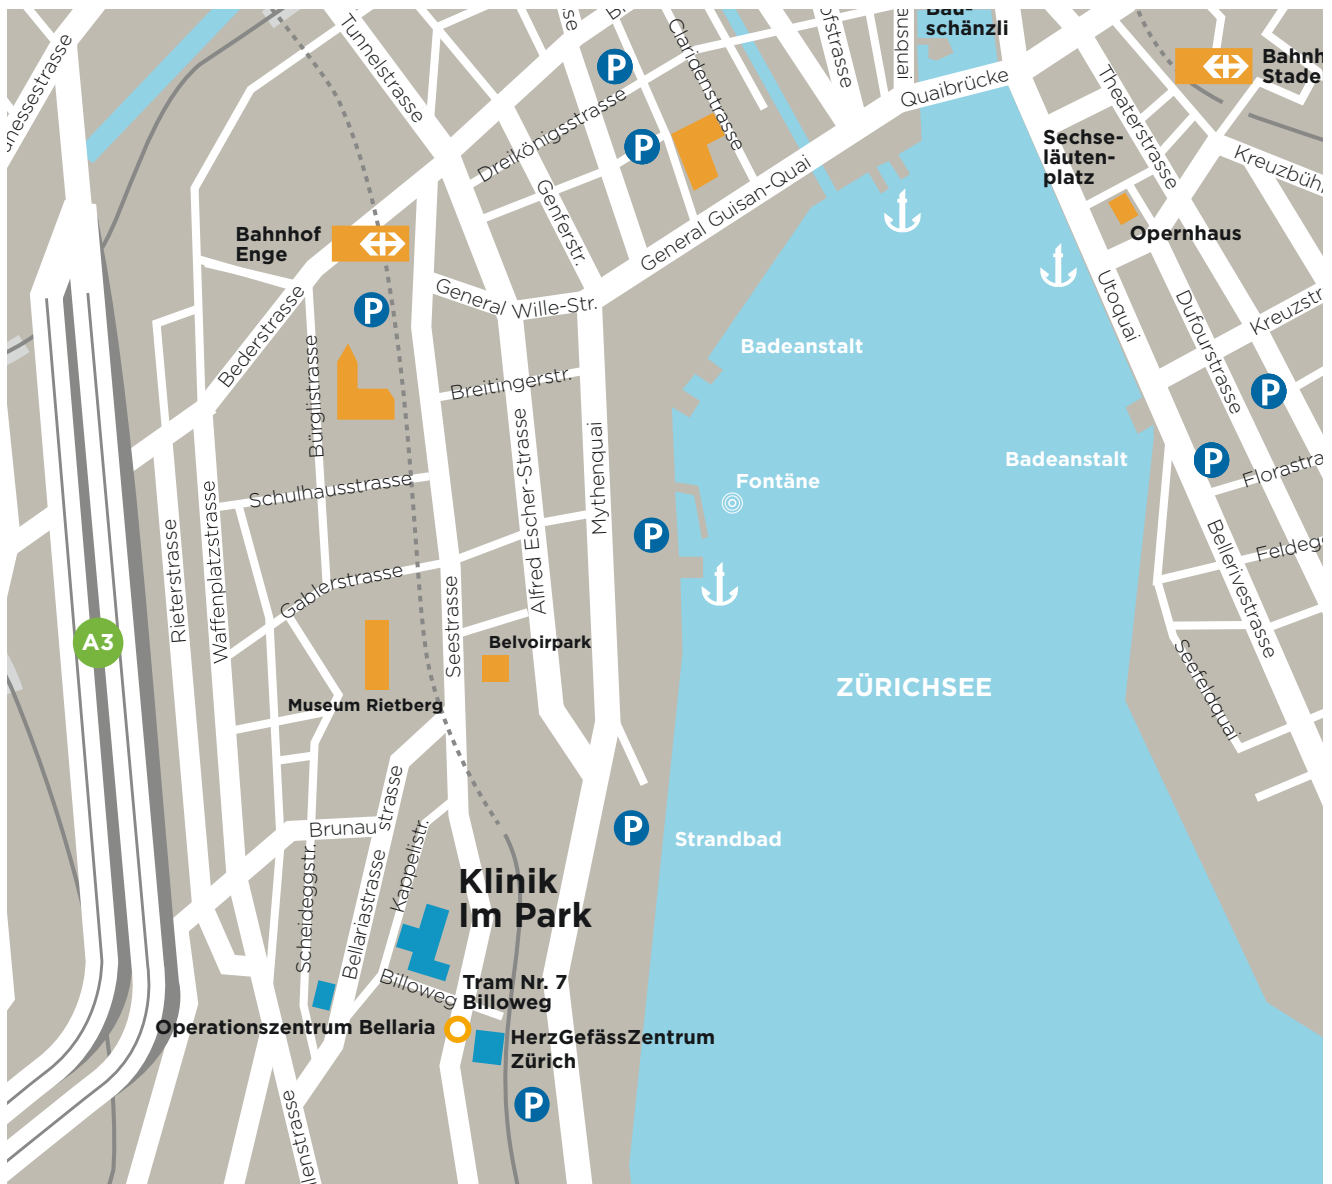 Bau-
schänzli
Tunnelstrasse
Claridenstrasse
Quaibrücke
Theaterstrasse
Dreikönigsstrasse
Sechse-
läuten-
platz
Genferstr.
General Guisan-Quai
Opernhaus
Bahnhof
Enge
General Wille-Str.
Utoquai
Dufourstrasse
Bederstrasse
Bürglistrasse
Breitingerstr.
Badeanstalt
Badeanstalt
Fontäne
Schulhausstrasse
Alfred Escher-Strasse
Mythenquai
Rieterstrasse
Waffenplatzstrasse
Gablerstrasse
Seestrasse
Bellerivestrasse
Seefeldquai
A3
Belvoirpark
Museum Rietberg
ZÜRICHSEE
Brunaustrasse
Strandbad
Scheideggstr.
Bellariastrasse
Kappelistr.
Klinik
Im Park
Billoweg
Tram Nr. 7
Billoweg
Operationszentrum Bellaria
HerzGefässZentrum
Zürich
P
P
P
P
P
P
P
P